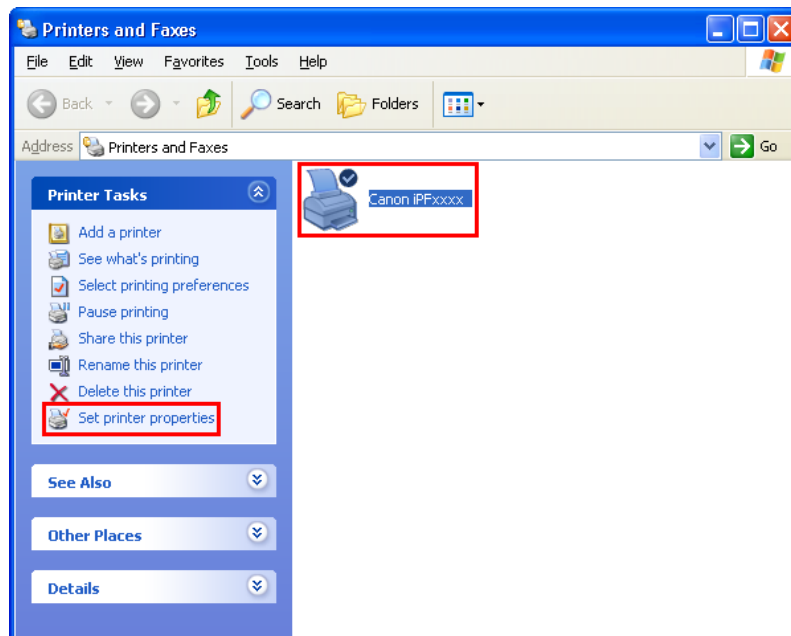 Printers and Faxes
File Edit View Favorites Tools Help
Back Search Folders
Address Printers and Faxes Go
Printer Tasks
Add a printer
See what's printing
Select printing preferences
Pause printing
Share this printer
Rename this printer
Delete this printer
Set printer properties
See Also
Other Places
Details
Canon iPFxxxx